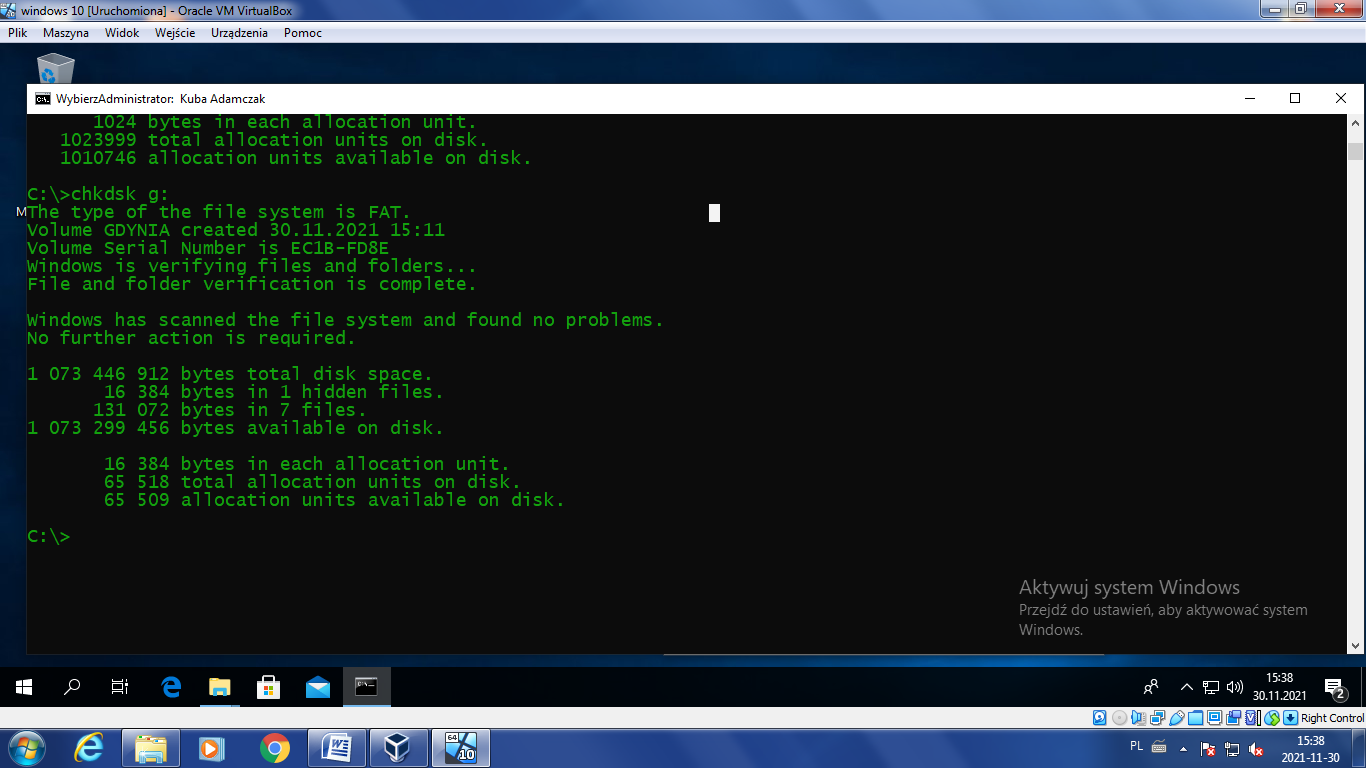 windows 10 [Uruchomiona] - Oracle VM VirtualBox
Plik Maszyna Widok Wejście Urządzenia Pomoc
WybierzAdministrator: Kuba Adamczak
1024 bytes in each allocation unit.
1023999 total allocation units on disk.
1010746 allocation units available on disk.
C:\>chkdsk g:
M
The type of the file system is FAT.
Volume GDYNIA created 30.11.2021 15:11
Volume Serial Number is EC1B-FD8E
Windows is verifying files and folders...
File and folder verification is complete.
Windows has scanned the file system and found no problems.
No further action is required.
1 073 446 912 bytes total disk space.
16 384 bytes in 1 hidden files.
131 072 bytes in 7 files.
1 073 299 456 bytes available on disk.
16 384 bytes in each allocation unit.
65 518 total allocation units on disk.
65 509 allocation units available on disk.
C:\>
Aktywuj system Windows
Przejdź do ustawień, aby aktywować system
Windows.
15:38
30.11.2021
2
Right Control
64
10
PL
15:38
2021-11-30